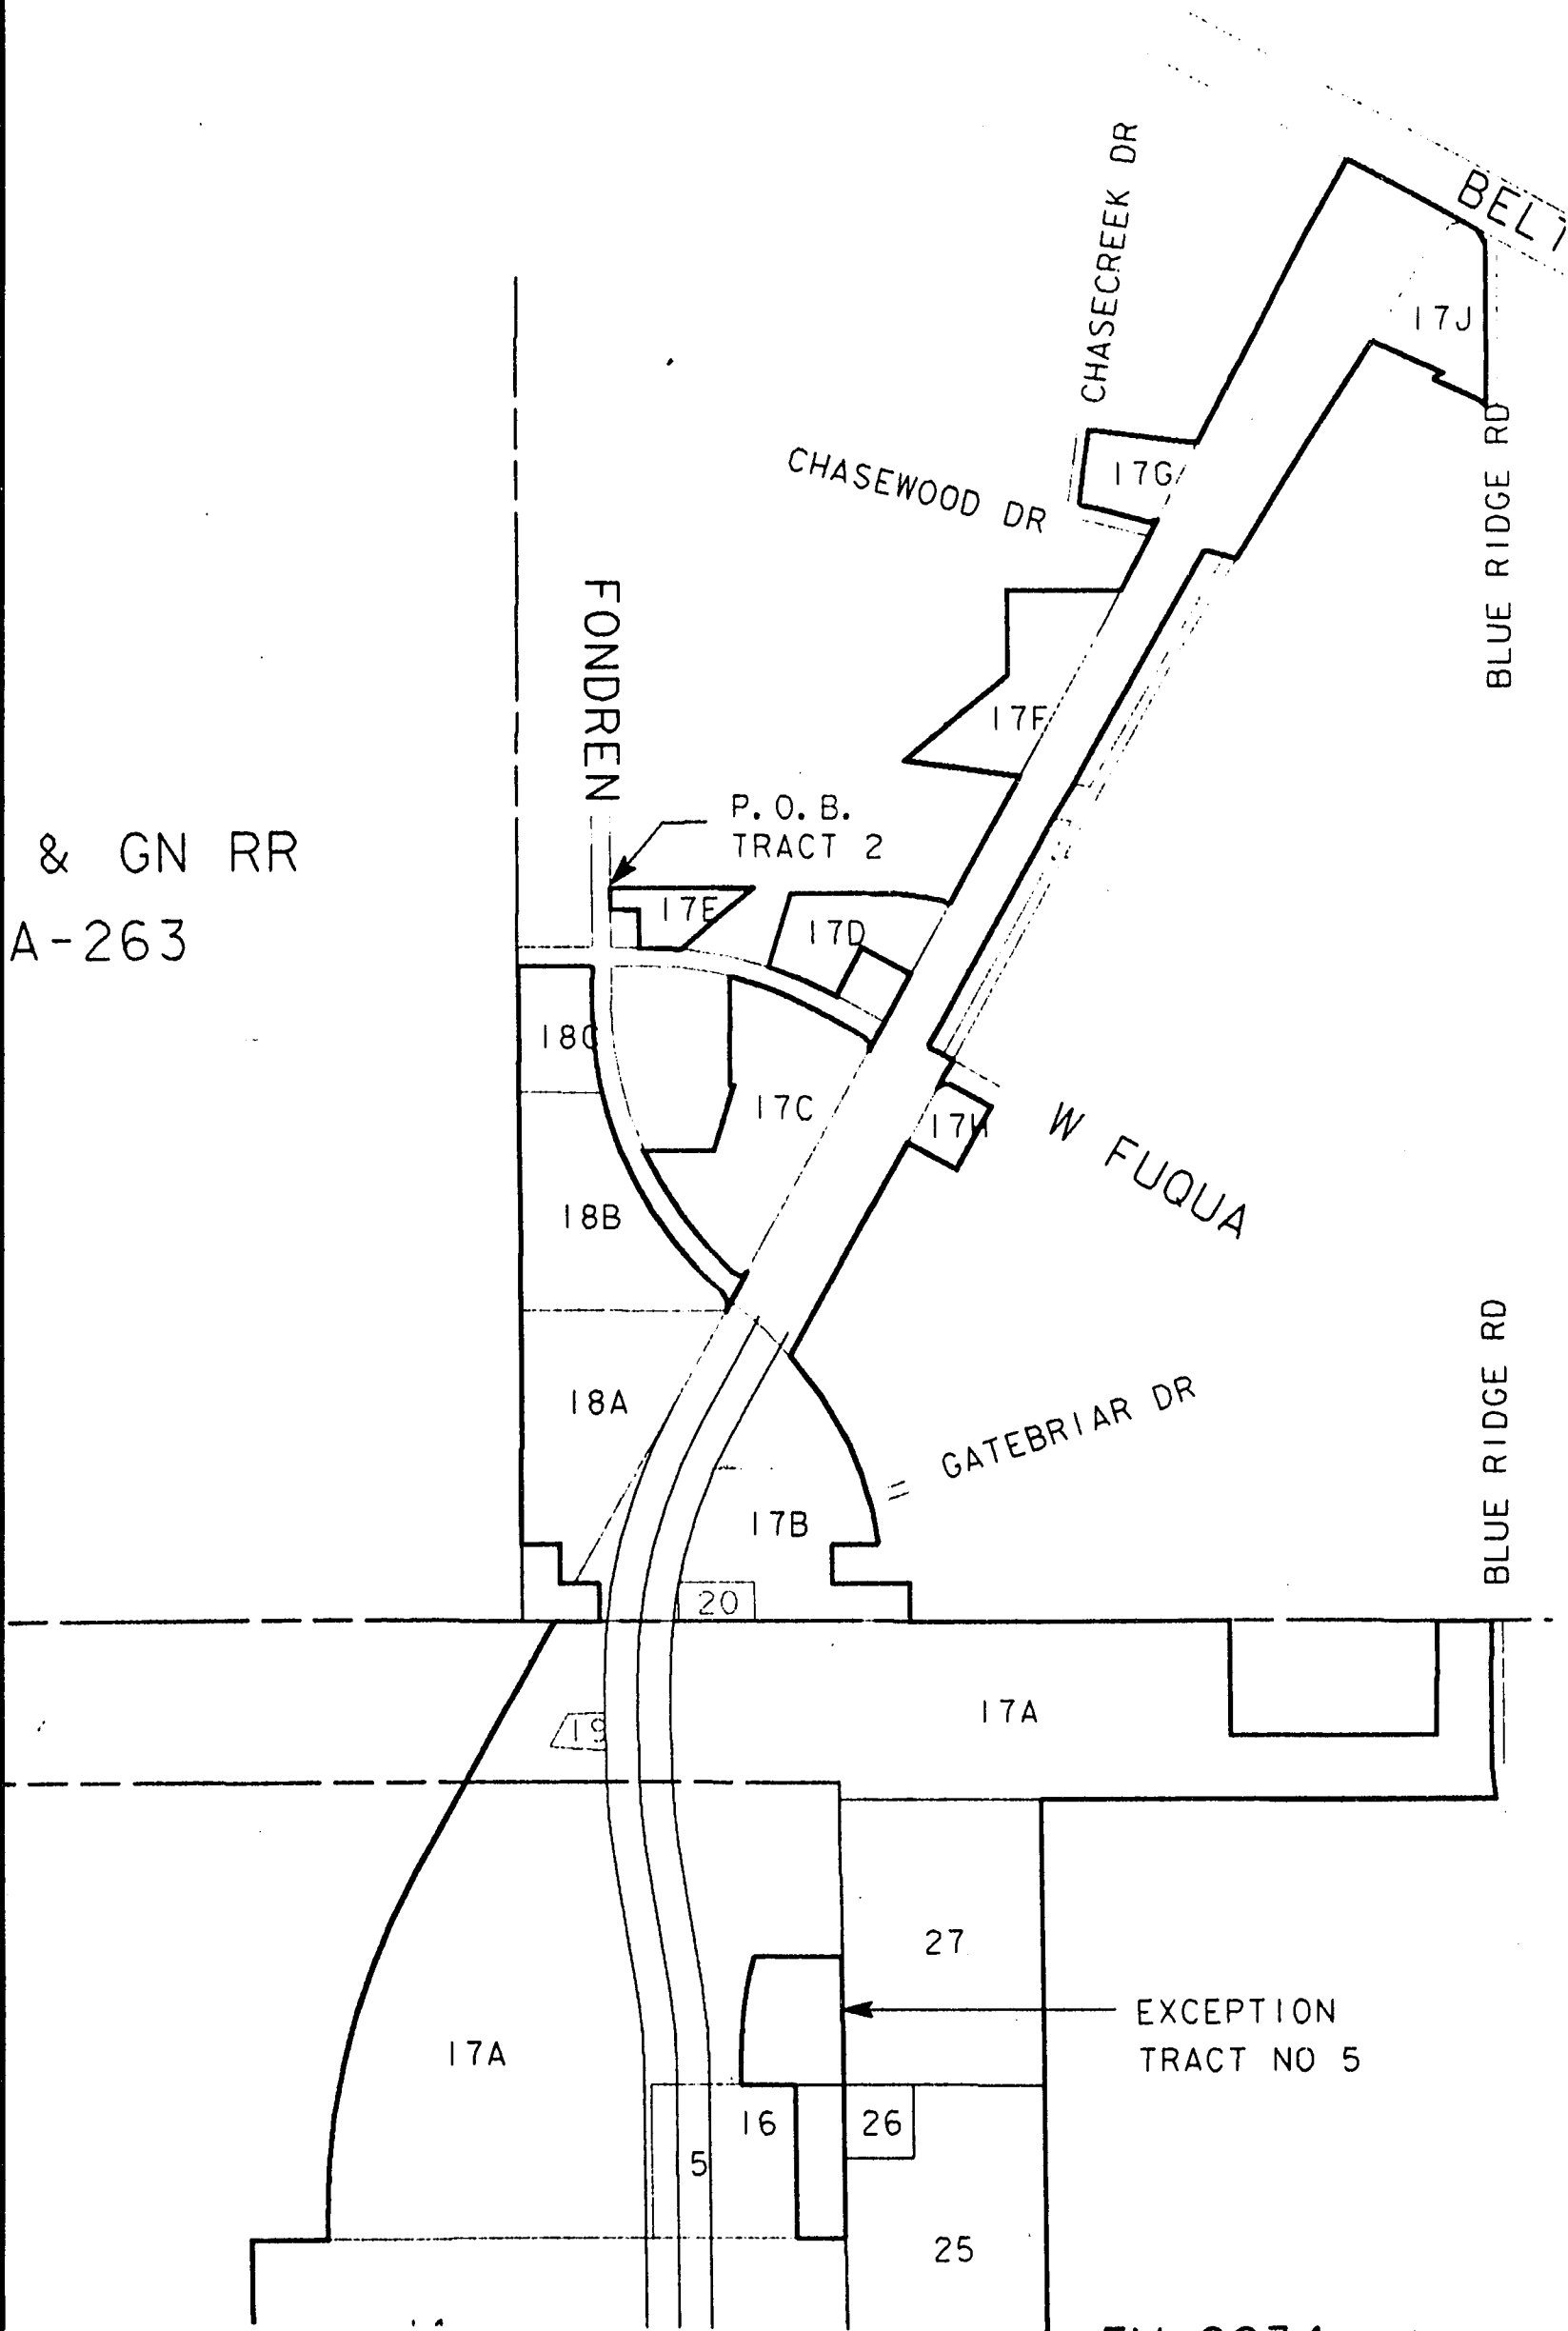 CHASECREEK DR
17J
17G
CHASEWOOD DR
BLUE RIDGE RD
FONDREN
17F
P.O.B.
TRACT 2
& GN RR
A-263
17E
17D
18C
17C
17H
W FUQUA
18B
18A
GATEBRIAR DR
BLUE RIDGE RD
17B
20
17A
19
27
EXCEPTION
TRACT NO 5
17A
16
26
5
25